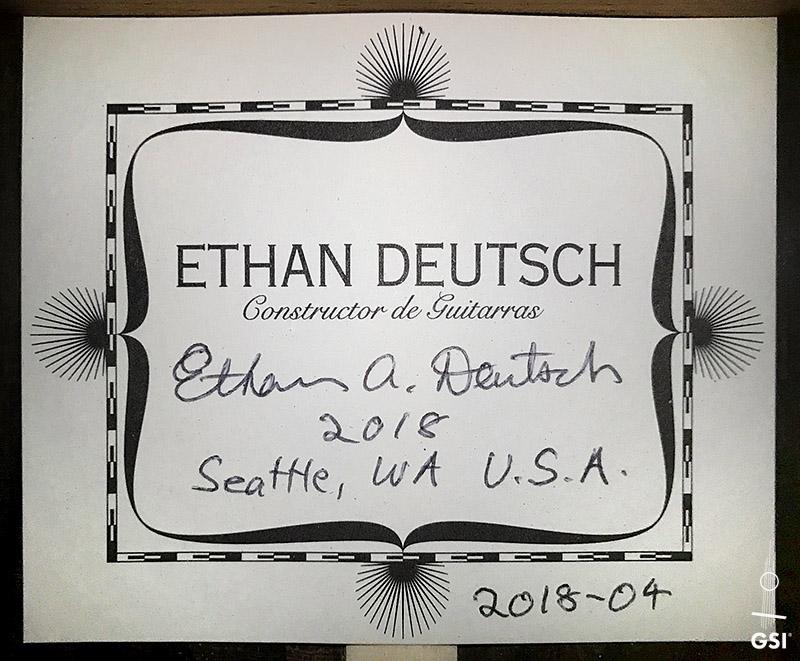 ETHAN DEUTSCH
Constructor de Guitarras
Ethan A. Deutsch
2018
Seattle, WA U.S.A.
2018-04
GSI®